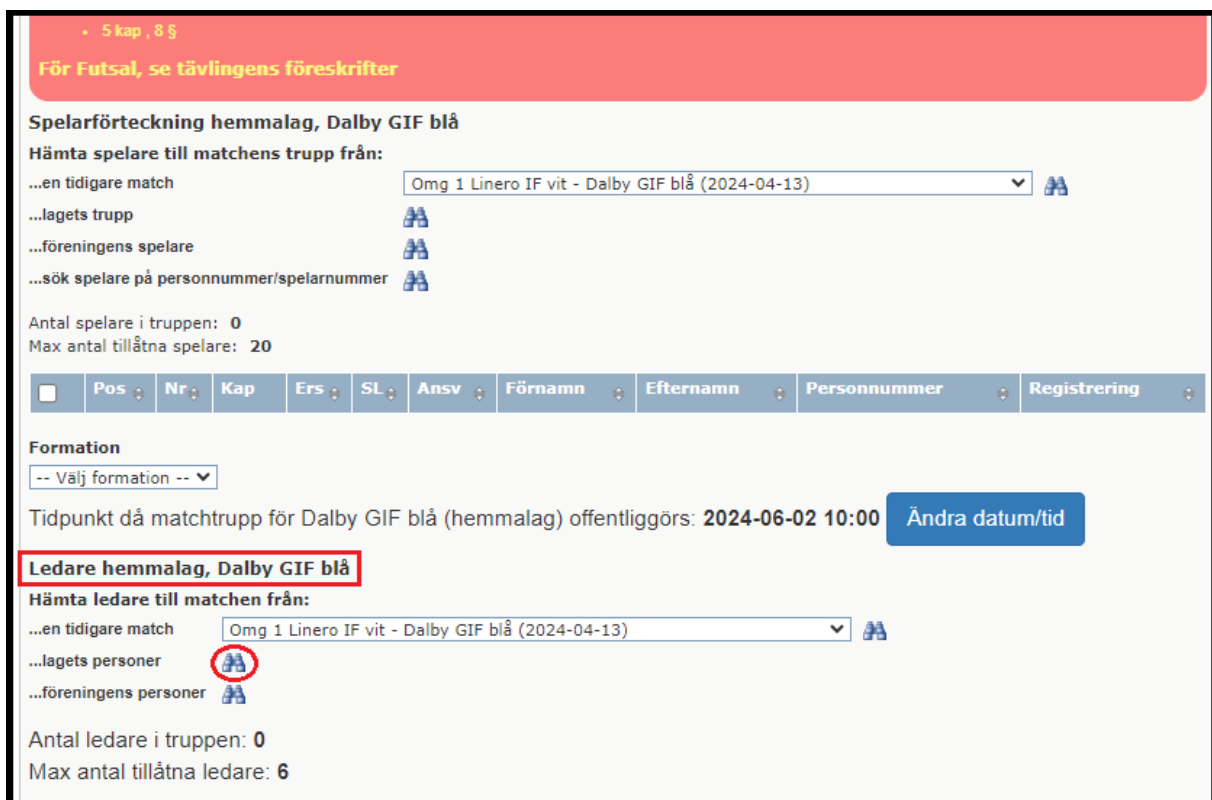 • 5 kap , 8 §
För Futsal, se tävlingens föreskrifter
Spelarförteckning hemmalag, Dalby GIF blå
Hämta spelare till matchens trupp från:
...en tidigare match Omg 1 Linero IF vit - Dalby GIF blå (2024-04-13)
...lagets trupp
...föreningens spelare
...sök spelare på personnummer/spelarnummer
Antal spelare i truppen: 0
Max antal tillåtna spelare: 20
Pos Nr Kap Ers SL Ansv Förnamn Efternamn Personnummer Registrering
Formation
-- Välj formation --
Tidpunkt då matchtrupp för Dalby GIF blå (hemmalag) offentliggörs: 2024-06-02 10:00 Ändra datum/tid
Ledare hemmalag, Dalby GIF blå
Hämta ledare till matchen från:
...en tidigare match Omg 1 Linero IF vit - Dalby GIF blå (2024-04-13)
...lagets personer
...föreningens personer
Antal ledare i truppen: 0
Max antal tillåtna ledare: 6